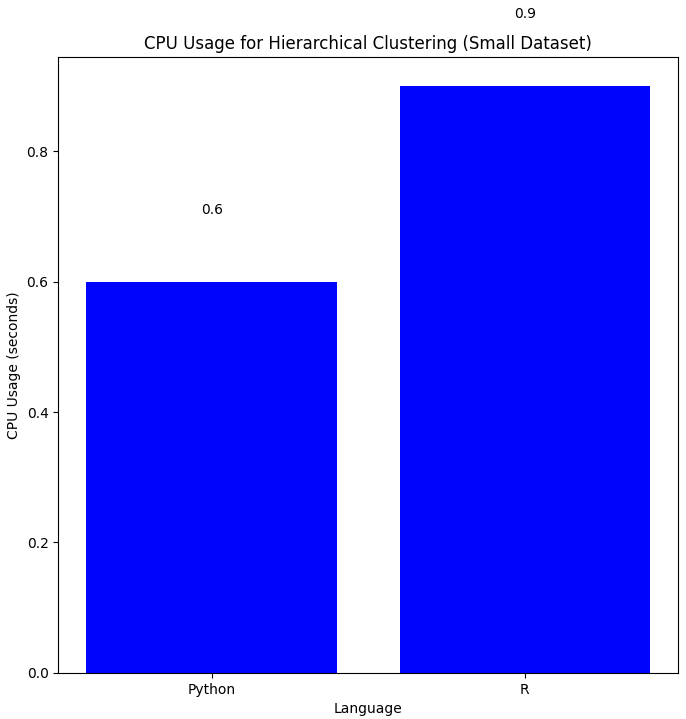 0.9
CPU Usage for Hierarchical Clustering (Small Dataset)
0.8
0.6
0.6
0.4
0.2
0.0
CPU Usage (seconds)
Python
R
Language